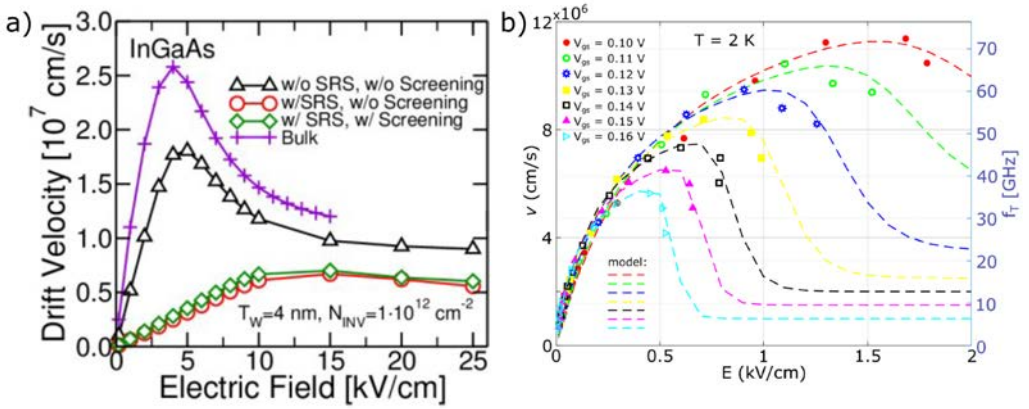 a)
3.0
2.5
2.0
1.5
1.0
0.5
0.0
Drift Velocity [10⁷ cm/s]
InGaAs
w/o SRS, w/o Screening
w/SRS, w/o Screening
w/ SRS, w/ Screening
Bulk
T_W=4 nm, N_INV=1·10¹² cm⁻²
0 5 10 15 20 25
Electric Field [kV/cm]
b)
12 ×10⁶
8
4
0
v (cm/s)
T = 2 K
V_gs = 0.10 V
V_gs = 0.11 V
V_gs = 0.12 V
V_gs = 0.13 V
V_gs = 0.14 V
V_gs = 0.15 V
V_gs = 0.16 V
model:
70
60
50
40
30
20
10
0
f_T [GHz]
0 0.5 1 1.5 2
E (kV/cm)